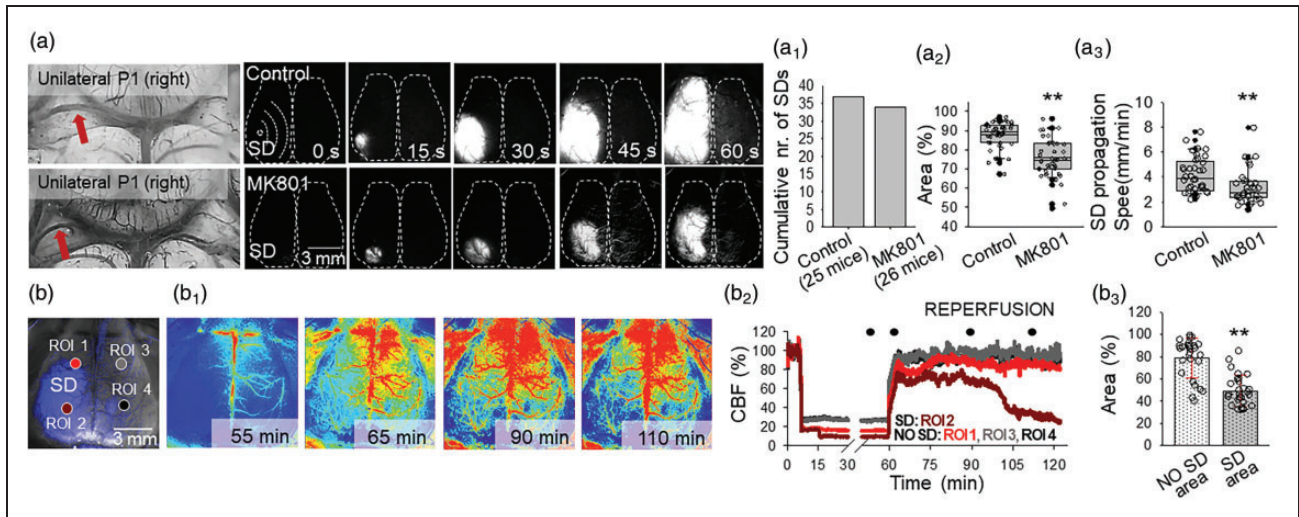 (a)
Unilateral P1 (right)
Control
SD
0 s
15 s
30 s
45 s
60 s
Unilateral P1 (right)
MK801
SD
3 mm
(a1)
Cumulative nr. of SDs
35
30
25
20
15
10
5
0
Control
(25 mice)
MK801
(26 mice)
(a2)
**
Area (%)
100
90
80
70
60
50
40
Control
MK801
(a3)
**
SD propagation
Spee(mm/min)
10
8
6
4
2
0
Control
MK801
(b)
ROI 1
ROI 3
SD
ROI 4
ROI 2
3 mm
(b1)
55 min
65 min
90 min
110 min
(b2)
REPERFUSION
CBF (%)
120
100
80
60
40
20
0
SD: ROI2
NO SD: ROI1, ROI3, ROI4
0
15
30
60
75
90
105
120
Time (min)
(b3)
**
Area (%)
120
100
80
60
40
20
0
NO SD
area
SD
area